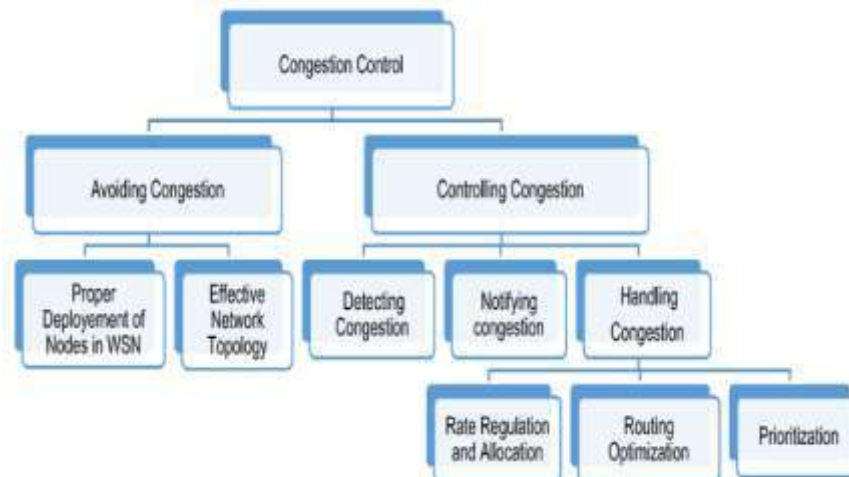 Congestion Control
Avoiding Congestion
Controlling Congestion
Proper
Deployement of
Nodes in WSN
Effective
Network
Topology
Detecting
Congestion
Notifying
congestion
Handling
Congestion
Rate Regulation
and Allocation
Routing
Optimization
Prioritization